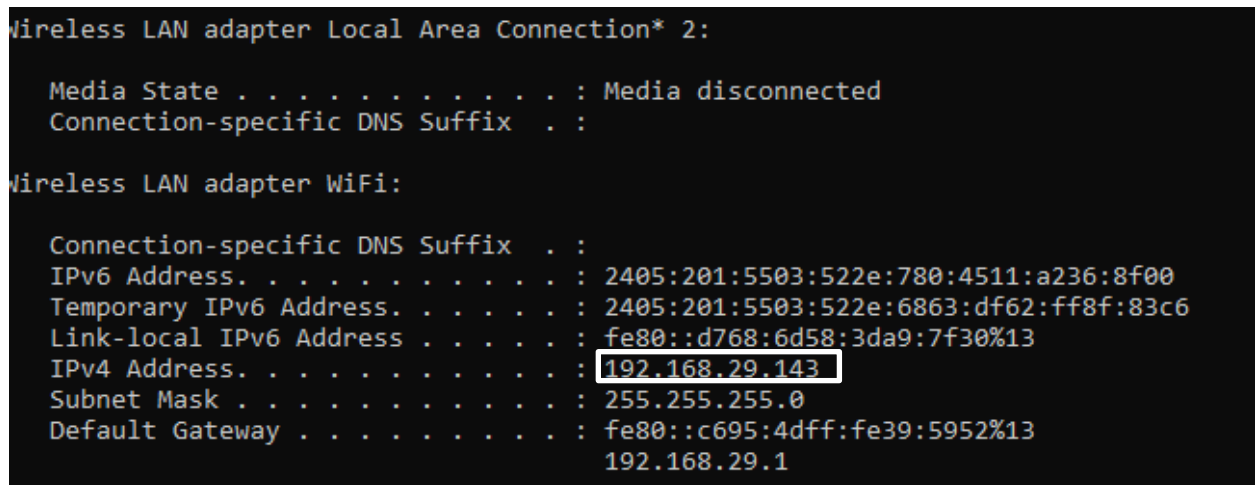 Wireless LAN adapter Local Area Connection* 2:
Media State . . . . . . . . . . . : Media disconnected
Connection-specific DNS Suffix  . :
Wireless LAN adapter WiFi:
Connection-specific DNS Suffix  . :
IPv6 Address. . . . . . . . . . . : 2405:201:5503:522e:780:4511:a236:8f00
Temporary IPv6 Address. . . . . . : 2405:201:5503:522e:6863:df62:ff8f:83c6
Link-local IPv6 Address . . . . . : fe80::d768:6d58:3da9:7f30%13
IPv4 Address. . . . . . . . . . . : 192.168.29.143
Subnet Mask . . . . . . . . . . . : 255.255.255.0
Default Gateway . . . . . . . . . : fe80::c695:4dff:fe39:5952%13
192.168.29.1